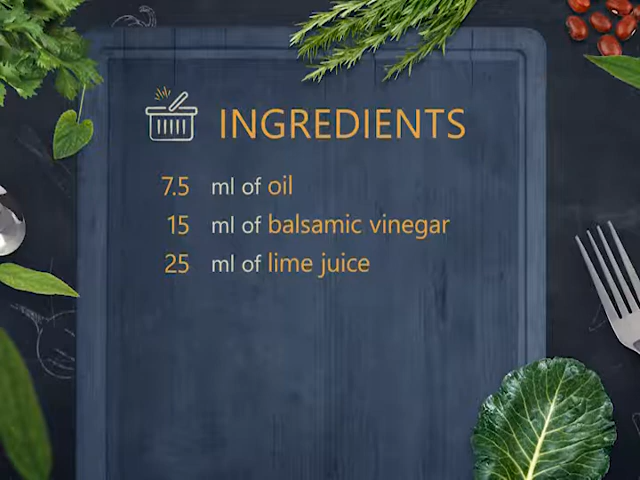 INGREDIENTS
7.5 ml of oil
15 ml of balsamic vinegar
25 ml of lime juice